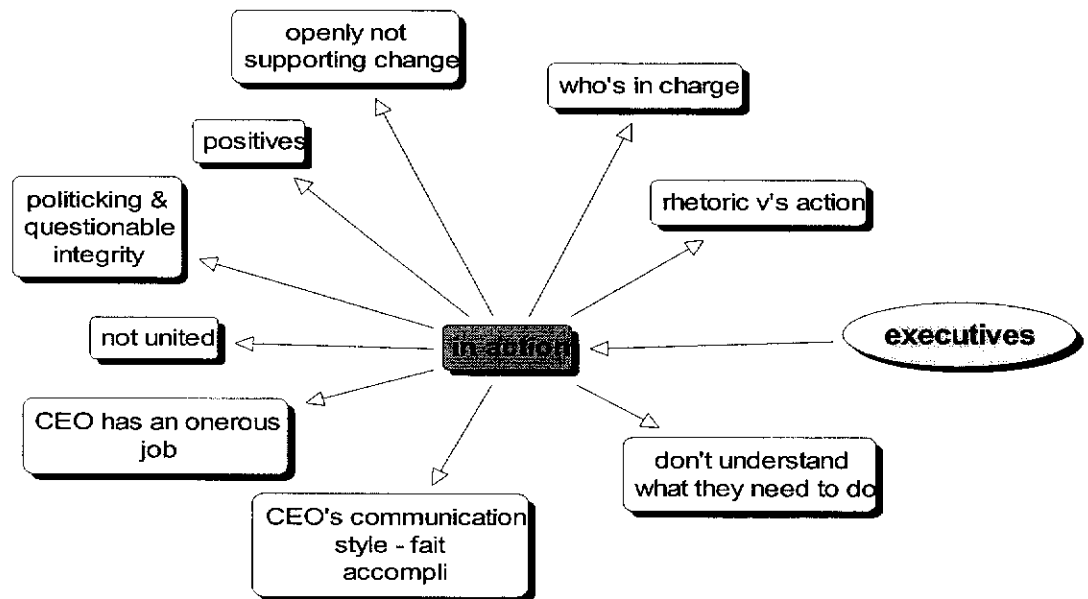 openly not
supporting change
who's in charge
positives
rhetoric v's action
politicking &
questionable
integrity
not united
in action
executives
CEO has an onerous
job
don't understand
what they need to do
CEO's communication
style - fait
accompli